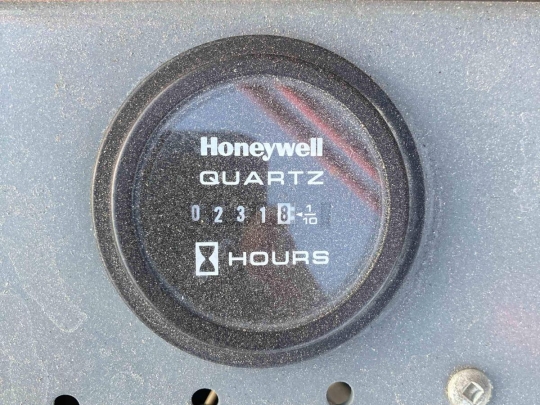 Honeywell
QUARTZ
0 2 3 1 8 ◄ 1/10
HOURS